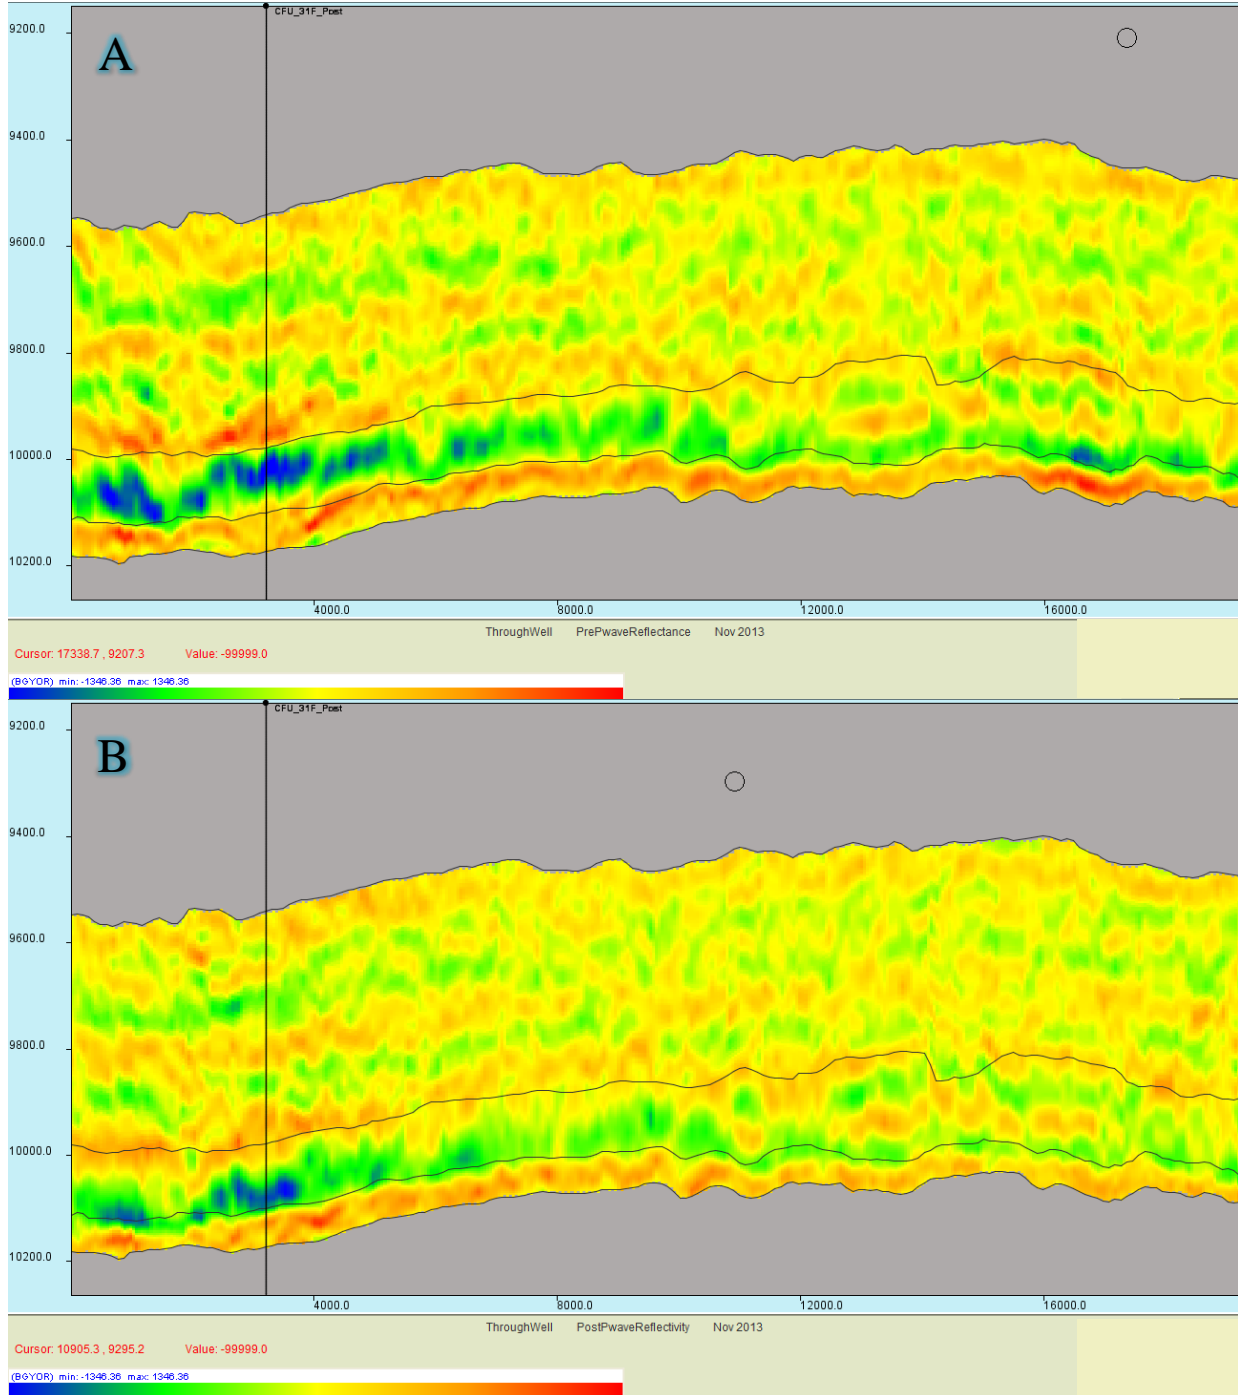 CFU_31F_Post
A
9200.0
9400.0
9600.0
9800.0
10000.0
10200.0
4000.0 8000.0 12000.0 16000.0
ThroughWell PrePwaveReflectance Nov 2013
Cursor: 17338.7 , 9207.3 Value: -99999.0
(BGYOR) min: -1346.36 max: 1346.36
CFU_31F_Post
B
9200.0
9400.0
9600.0
9800.0
10000.0
10200.0
4000.0 8000.0 12000.0 16000.0
ThroughWell PostPwaveReflectivity Nov 2013
Cursor: 10905.3 , 9295.2 Value: -99999.0
(BGYOR) min: -1346.36 max: 1346.36